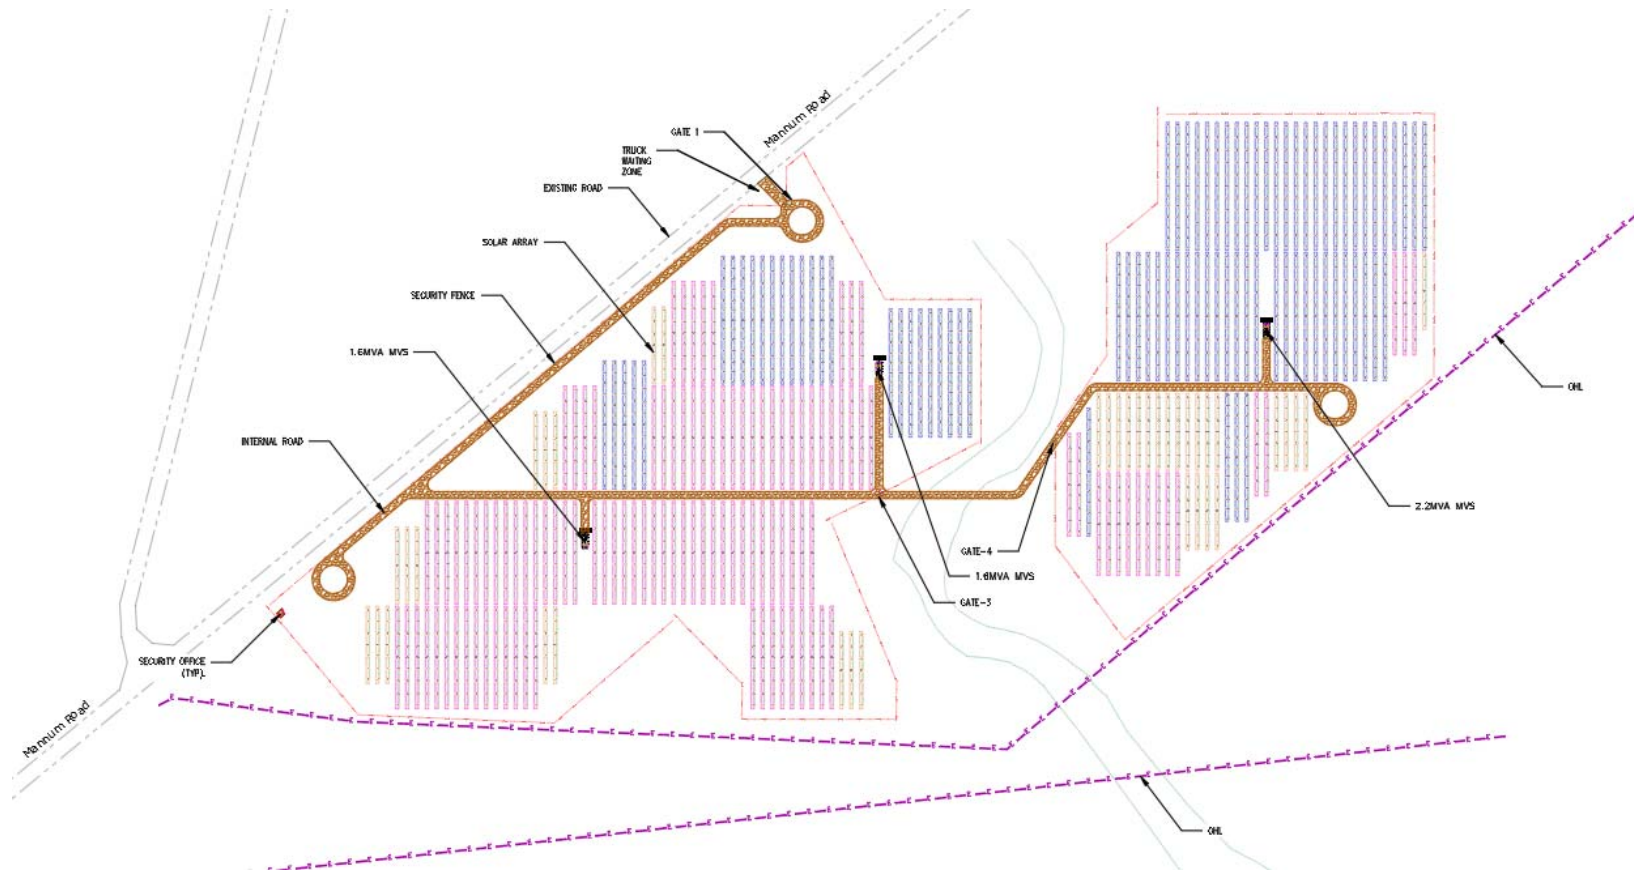 Mannum Road
GATE 1
TRUCK
WAITING
ZONE
EXISTING ROAD
SOLAR ARRAY
SECURITY FENCE
1.6MVA MVS
INTERNAL ROAD
OHL
2.2MVA MVS
GATE-4
1.6MVA MVS
GATE-3
SECURITY OFFICE
(TYP).
Mannum Road
OHL